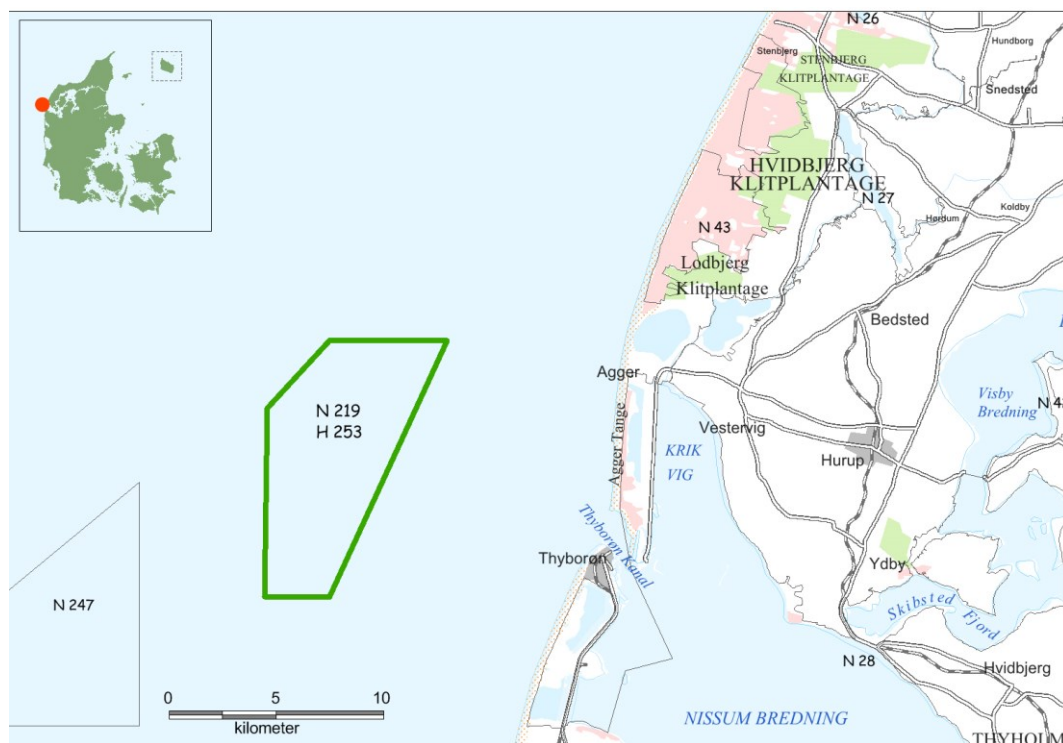 N 26
Hundborg
Stenbjerg
STENBJERG
KLITPLANTAGE
Snedsted
HVIDBJERG
KLITPLANTAGE
N 27
Koldby
Hørdum
N 43
Lodbjerg
Klitplantage
Bedsted
Agger
Visby
Bredning
Agger Tange
Vestervig
KRIK
VIG
Hurup
N 219
H 253
Thyborøn
Thyborøn Kanal
Ydby
Skibsted Fjord
N 247
N 28
Hvidbjerg
0 5 10
kilometer
NISSUM BREDNING
THYHOLM